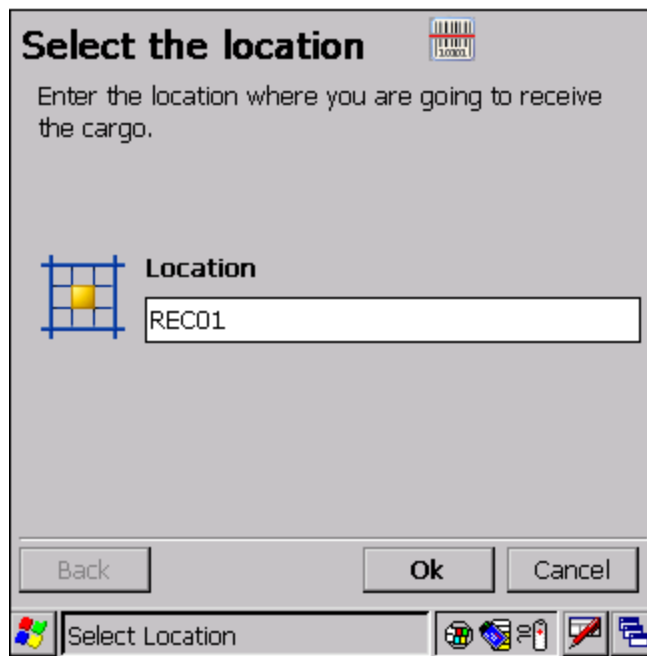 Select the location
Enter the location where you are going to receive
the cargo.
Location
REC01
Back
Ok
Cancel
Select Location